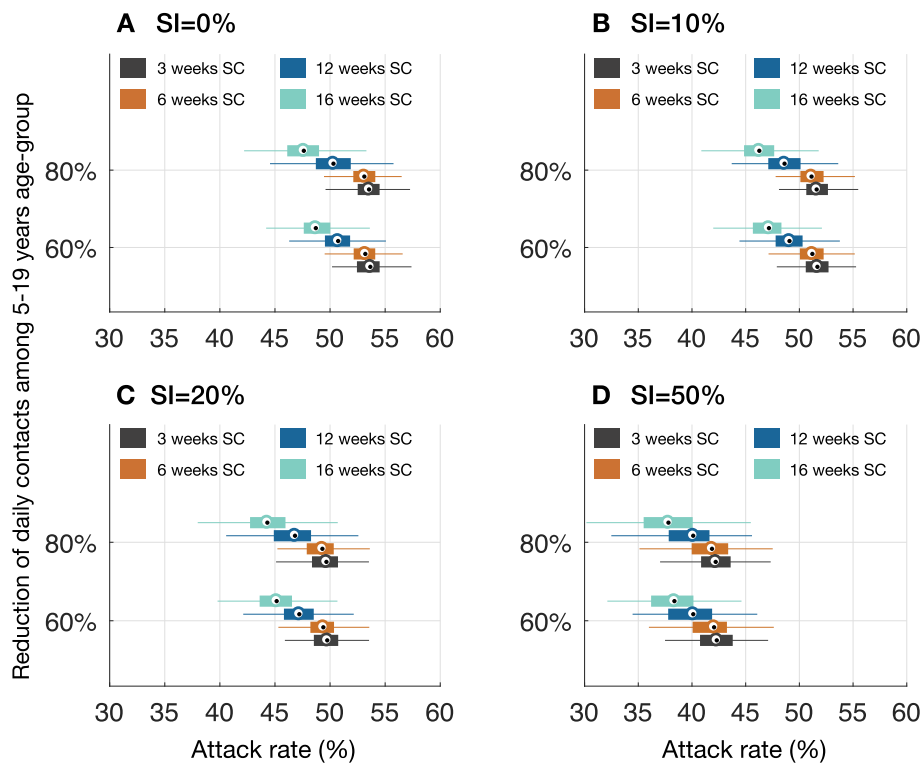 A SI=0%
3 weeks SC 12 weeks SC
6 weeks SC 16 weeks SC
80%
60%
30 35 40 45 50 55 60
B SI=10%
3 weeks SC 12 weeks SC
6 weeks SC 16 weeks SC
80%
60%
30 35 40 45 50 55 60
Reduction of daily contacts among 5-19 years age-group
C SI=20%
3 weeks SC 12 weeks SC
6 weeks SC 16 weeks SC
80%
60%
30 35 40 45 50 55 60
Attack rate (%)
D SI=50%
3 weeks SC 12 weeks SC
6 weeks SC 16 weeks SC
80%
60%
30 35 40 45 50 55 60
Attack rate (%)